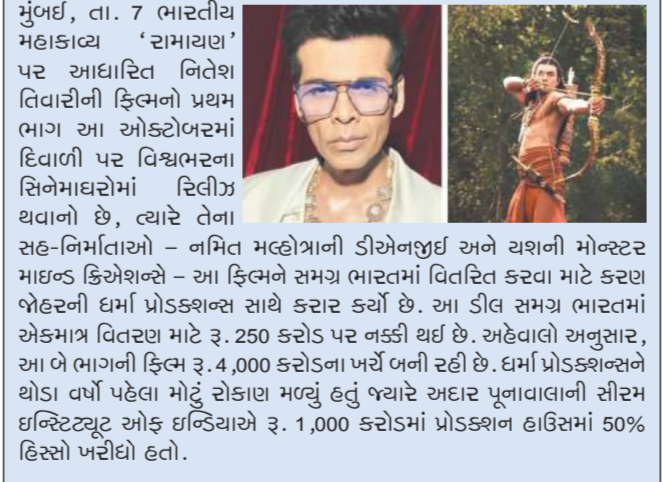 મુંબઈ, તા. 7 ભારતીય
મહાકાવ્ય ‘રામાયણ’
પર આધારિત નિતેશ
તિવારીની ફિલ્મનો પ્રથમ
ભાગ આ ઓક્ટોબરમાં
દિવાળી પર વિશ્વભરના
સિનેમાઘરોમાં રિલીઝ
થવાનો છે, ત્યારે તેના
સહ-નિર્માતાઓ – નમિત મલ્હોત્રાની ડીએનજીઈ અને યશની મોન્સ્ટર
માઇન્ડ ક્રિએશન્સે – આ ફિલ્મને સમગ્ર ભારતમાં વિતરિત કરવા માટે કરણ
જોહરની ધર્મા પ્રોડક્શન્સ સાથે કરાર કર્યો છે. આ ડીલ સમગ્ર ભારતમાં
એકમાત્ર વિતરણ માટે રૂ. 250 કરોડ પર નક્કી થઈ છે. અહેવાલો અનુસાર,
આ બે ભાગની ફિલ્મ રૂ.4,000 કરોડના ખર્ચે બની રહી છે. ધર્મા પ્રોડક્શન્સને
થોડા વર્ષો પહેલા મોટું રોકાણ મળ્યું હતું જ્યારે અદાર પૂનાવાલાની સીરમ
ઇન્સ્ટિટ્યૂટ ઓફ ઇન્ડિયાએ રૂ. 1,000 કરોડમાં પ્રોડક્શન હાઉસમાં 50%
હિસ્સો ખરીધો હતો.